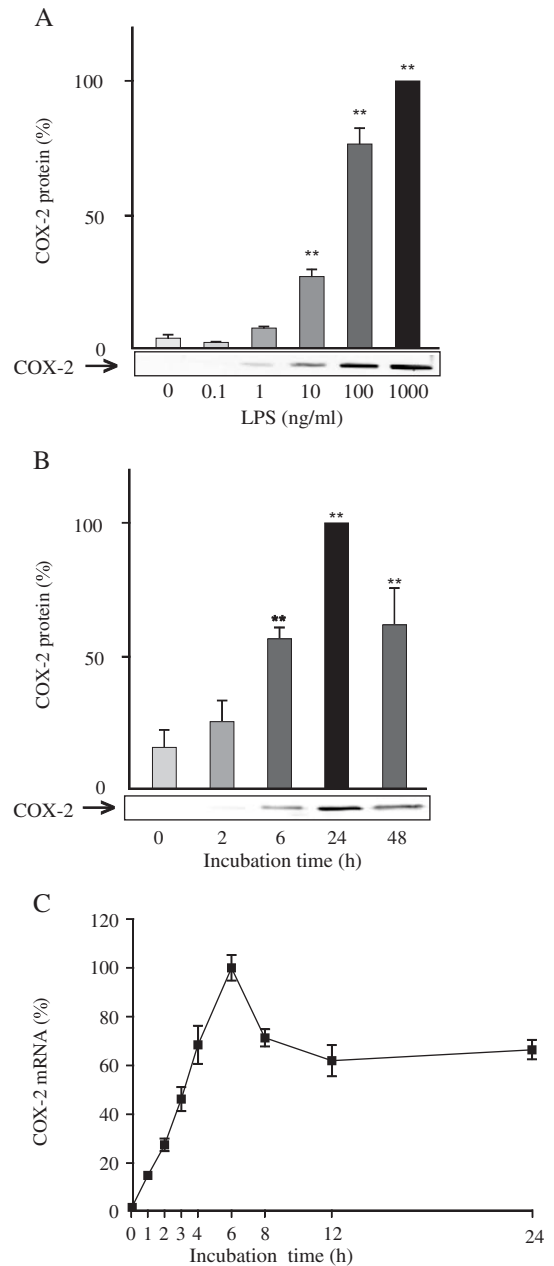 A
COX-2 protein (%)
100
50
0
**
**
**
COX-2
0 0.1 1 10 100 1000
LPS (ng/ml)
B
COX-2 protein (%)
100
50
0
**
**
**
COX-2
0 2 6 24 48
Incubation time (h)
C
COX-2 mRNA (%)
120
100
80
60
40
20
0
0 1 2 3 4 6 8 12 24
Incubation time (h)